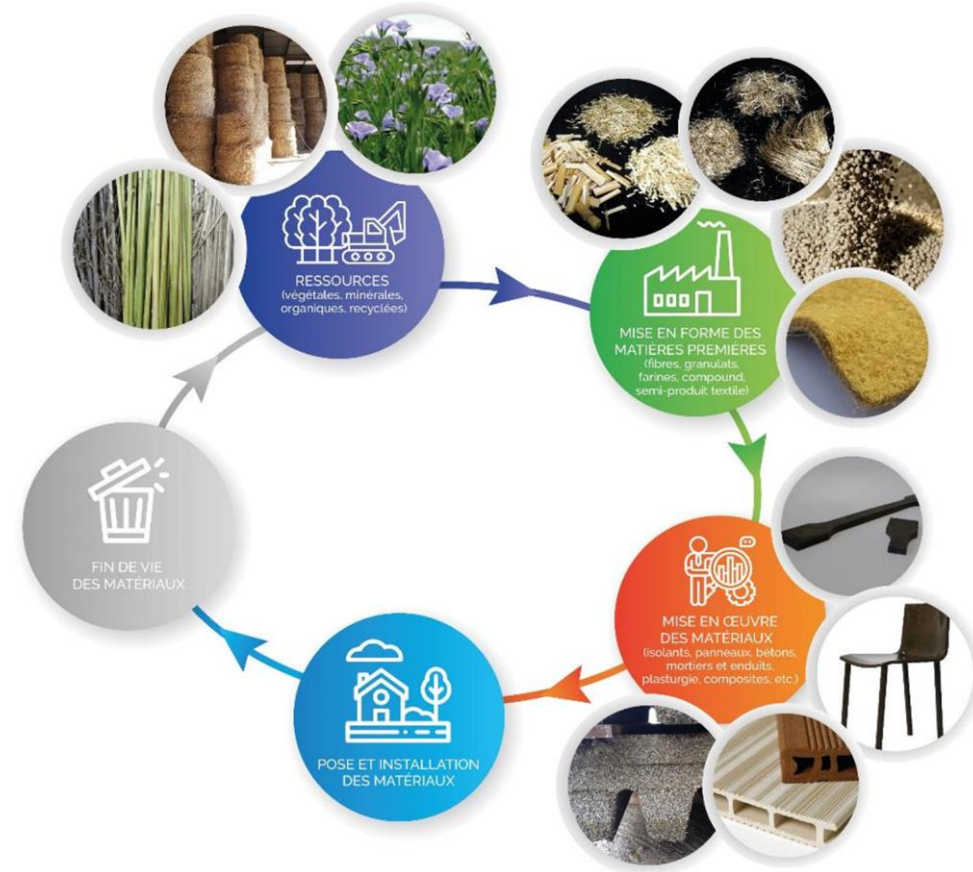 RESSOURCES
(végétales, minérales,
organiques, recyclées)
MISE EN FORME DES
MATIÈRES PREMIÈRES
(fibres, granulats,
farines, compound,
semi-produit textile)
MISE EN ŒUVRE
DES MATÉRIAUX
(isolants, panneaux, bétons,
mortiers et enduits,
plasturgie, composites, etc.)
POSE ET INSTALLATION
DES MATÉRIAUX
FIN DE VIE
DES MATÉRIAUX